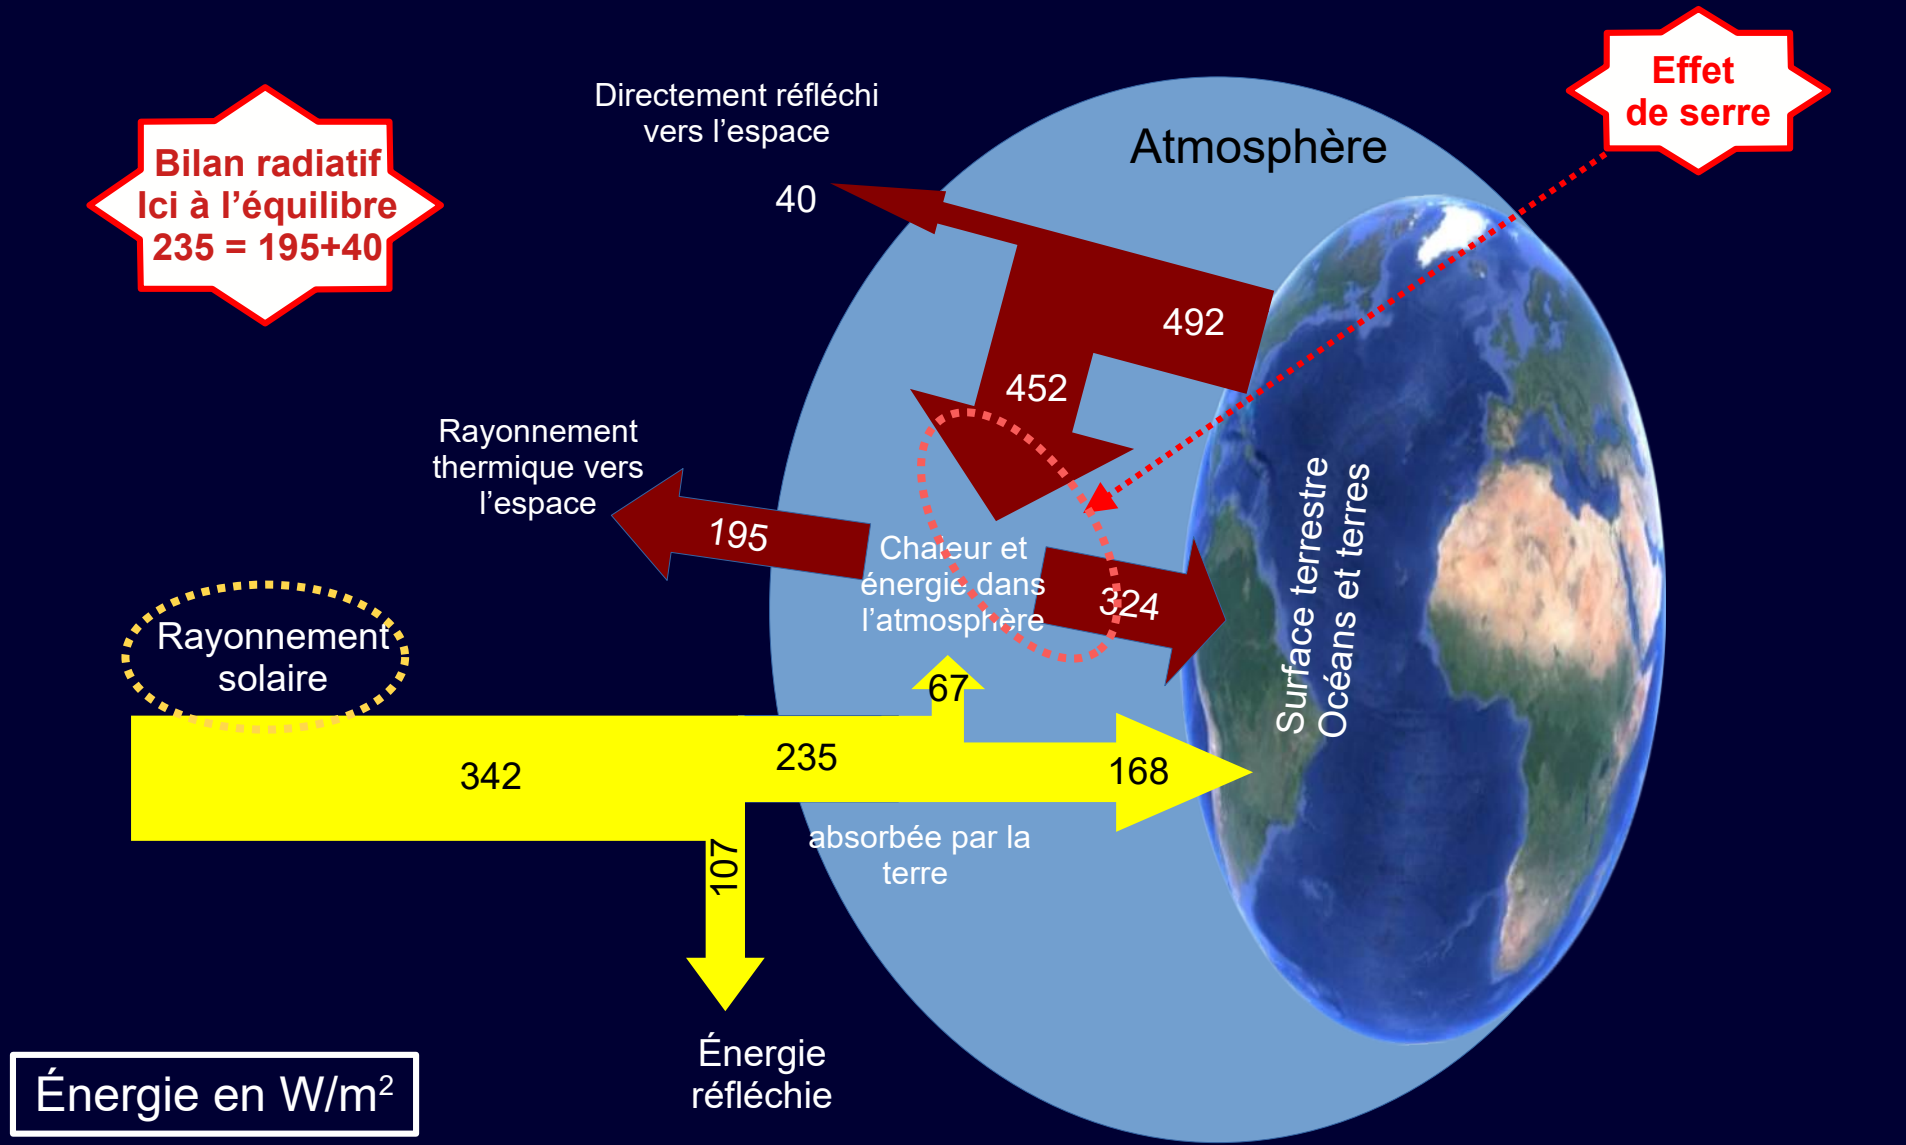 Bilan radiatif
Ici à l'équilibre
235 = 195+40
Directement réfléchi
vers l'espace
40
Atmosphère
Effet
de serre
492
452
Rayonnement
thermique vers
l'espace
195
Chaleur et
énergie dans
l'atmosphère
324
Surface terrestre
Océans et terres
Rayonnement
solaire
67
342
235
168
107
absorbée par la
terre
Énergie
réfléchie
Énergie en W/m²